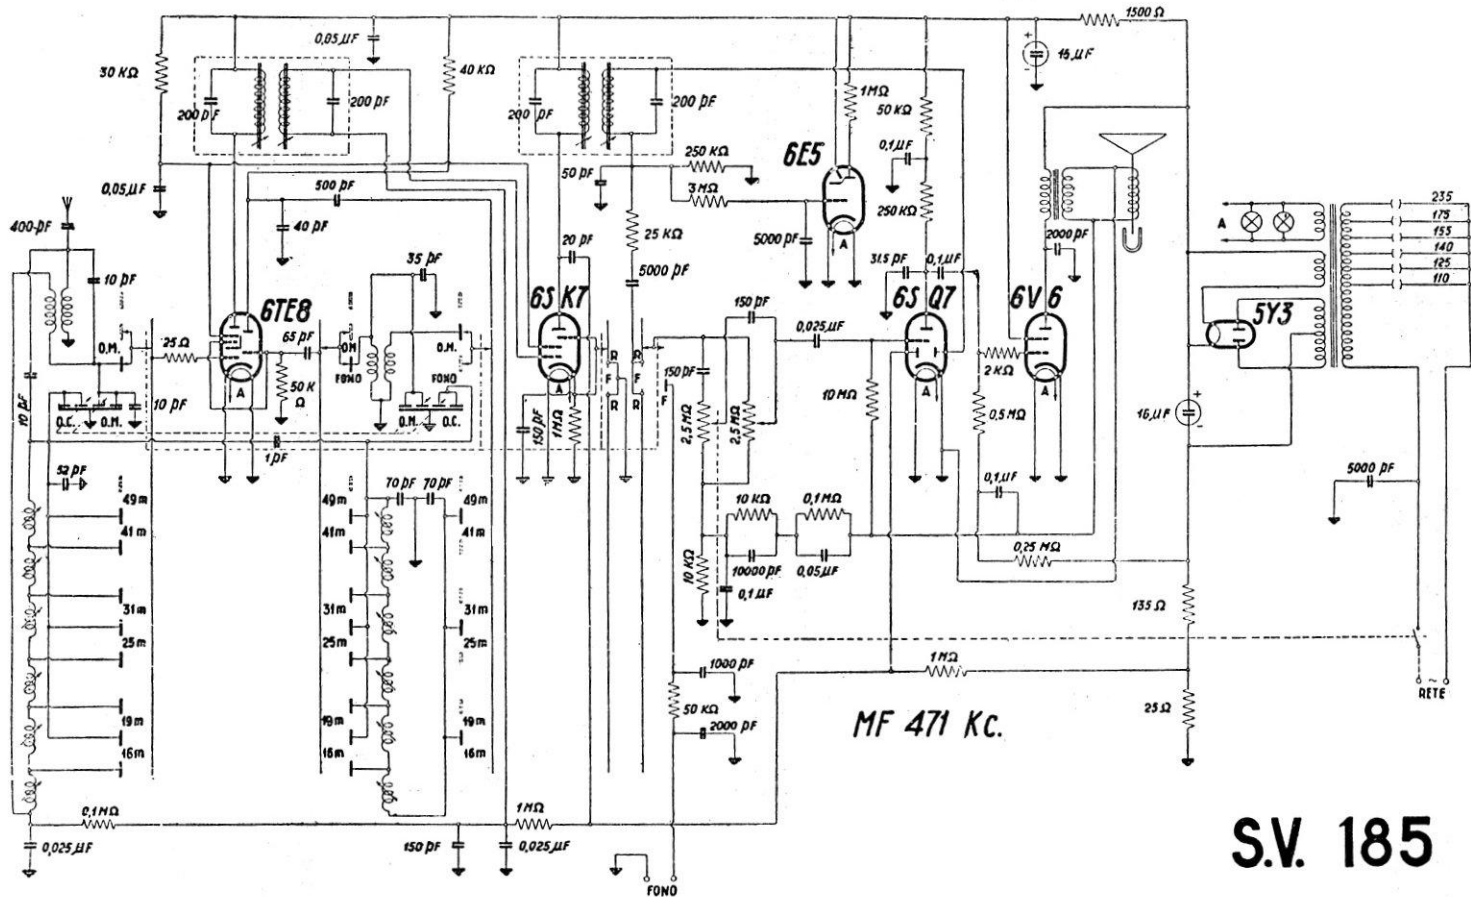 1500 Ω
0,05 µF
16 µF
30 KΩ
40 KΩ
200 pF
200 pF
200 pF
200 pF
1MΩ
50 KΩ
6E5
0,1µF
250 KΩ
50 pF
3 MΩ
250 KΩ
0,05 µF
500 pF
40 pF
400 pF
10 pF
20 pF
25 KΩ
5000 pF
5000 pF
A
2000 pF
A
235
175
155
140
125
110
35 pF
31.5 pF
0,1 µF
6TE8
6S K7
6S Q7
6V 6
5Y3
150 pF
0,025 µF
65 pF
O.M.
25 Ω
O.M.
O.M.
FONO
FONO
R
R
F
F
R
R
F
150 pF
2 KΩ
A
A
A
A
50 K
Ω
10 pF
10 pF
O.C.
O.M.
O.M.
O.C.
1 pF
150 pF
1 MΩ
2,5 MΩ
2,5 MΩ
10 MΩ
0,5 MΩ
16 µF
52 pF
70 pF
70 pF
0,1 µF
5000 pF
49m
49m
49m
41m
41m
41m
10 KΩ
0,1 MΩ
10 KΩ
10000 pF
0,05 µF
0,25 MΩ
0,1 µF
135 Ω
31m
31m
31m
25m
25m
25m
1000 pF
1 MΩ
RETE
50 KΩ
25 Ω
19m
19m
19m
2000 pF
MF 471 Kc.
16m
16m
16m
0,1MΩ
1 MΩ
0,025 µF
150 pF
0,025 µF
S.V. 185
FONO